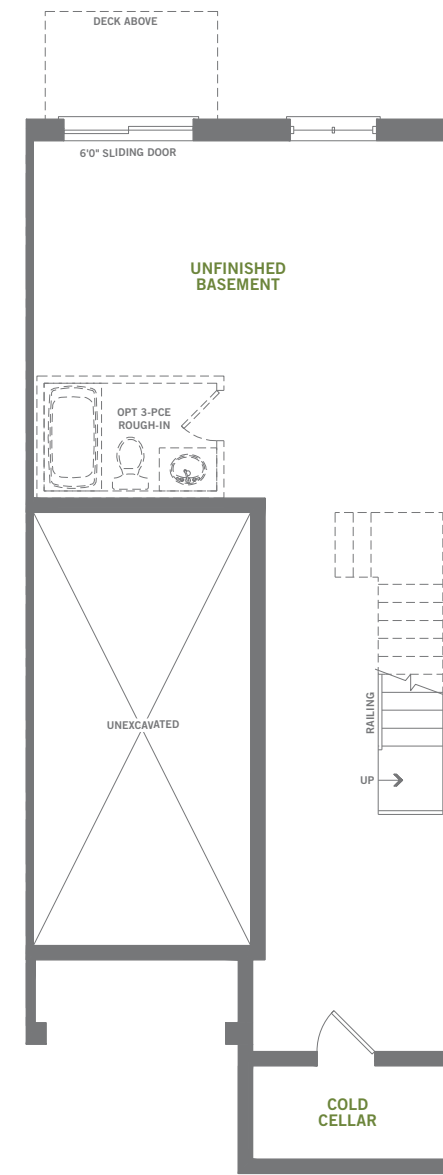 DECK ABOVE
6'0" SLIDING DOOR
UNFINISHED
BASEMENT
OPT 3-PCE
ROUGH-IN
UNEXCAVATED
RAILING
UP
COLD
CELLAR